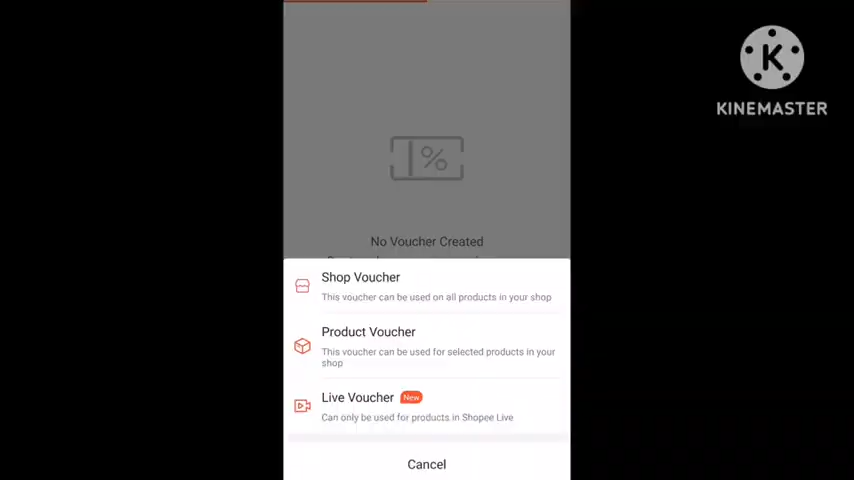 KINEMASTER
No Voucher Created
Shop Voucher
This voucher can be used on all products in your shop
Product Voucher
This voucher can be used for selected products in your
shop
Live Voucher New
Can only be used for products in Shopee Live
Cancel